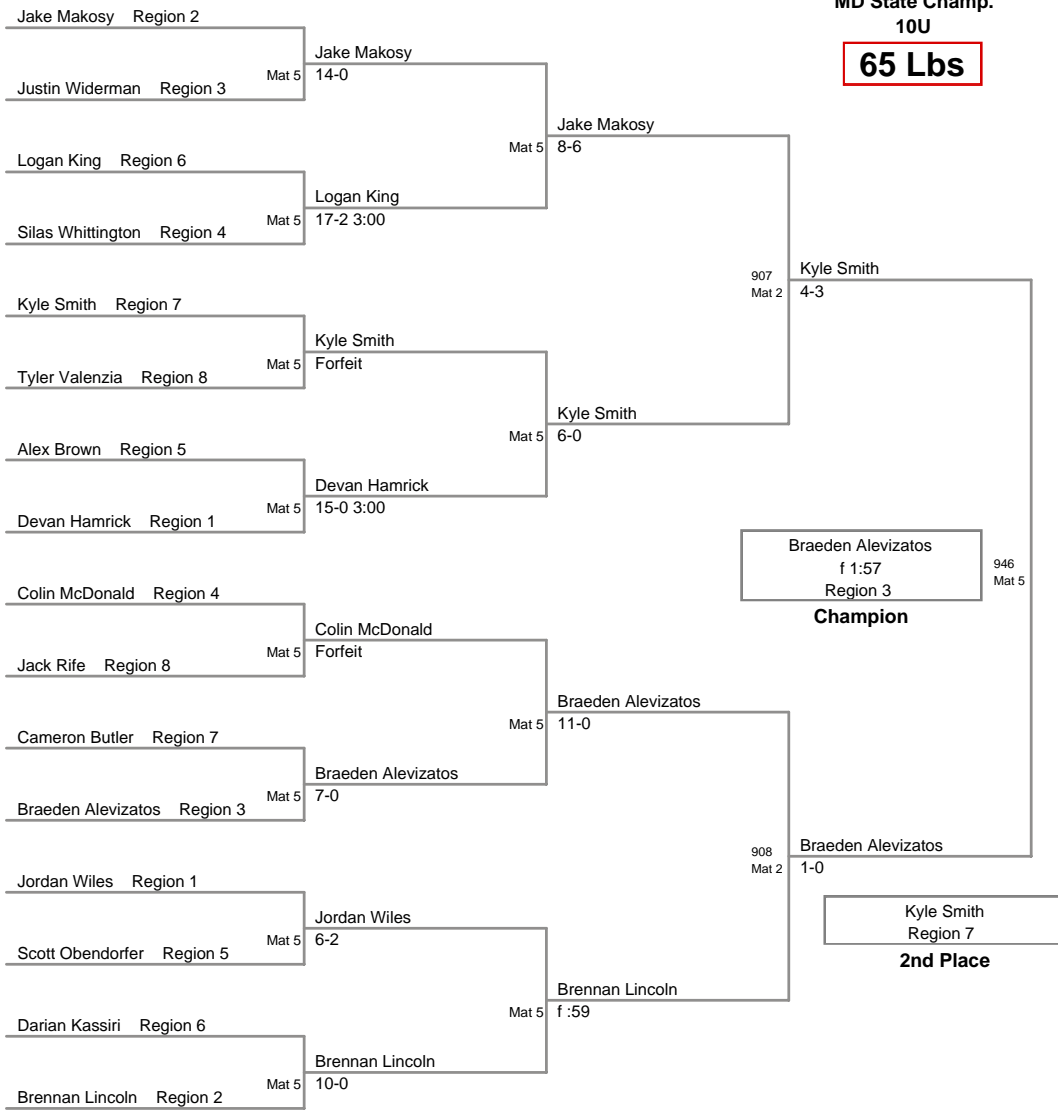 MD State Champ.
10U
65 Lbs
Jake Makosy Region 2
Justin Widerman Region 3
Logan King Region 6
Silas Whittington Region 4
Kyle Smith Region 7
Tyler Valenzia Region 8
Alex Brown Region 5
Devan Hamrick Region 1
Colin McDonald Region 4
Jack Rife Region 8
Cameron Butler Region 7
Braeden Alevizatos Region 3
Jordan Wiles Region 1
Scott Obendorfer Region 5
Darian Kassiri Region 6
Brennan Lincoln Region 2
Jake Makosy
Mat 5 14-0
Logan King
Mat 5 17-2 3:00
Kyle Smith
Mat 5 Forfeit
Devan Hamrick
Mat 5 15-0 3:00
Colin McDonald
Mat 5 Forfeit
Braeden Alevizatos
Mat 5 7-0
Jordan Wiles
Mat 5 6-2
Brennan Lincoln
Mat 5 10-0
Jake Makosy
Mat 5 8-6
Kyle Smith
Mat 5 6-0
Braeden Alevizatos
Mat 5 11-0
Brennan Lincoln
Mat 5 f :59
907 Kyle Smith
Mat 2 4-3
908 Braeden Alevizatos
Mat 2 1-0
Braeden Alevizatos
f 1:57
Region 3
946
Mat 5
Champion
Kyle Smith
Region 7
2nd Place